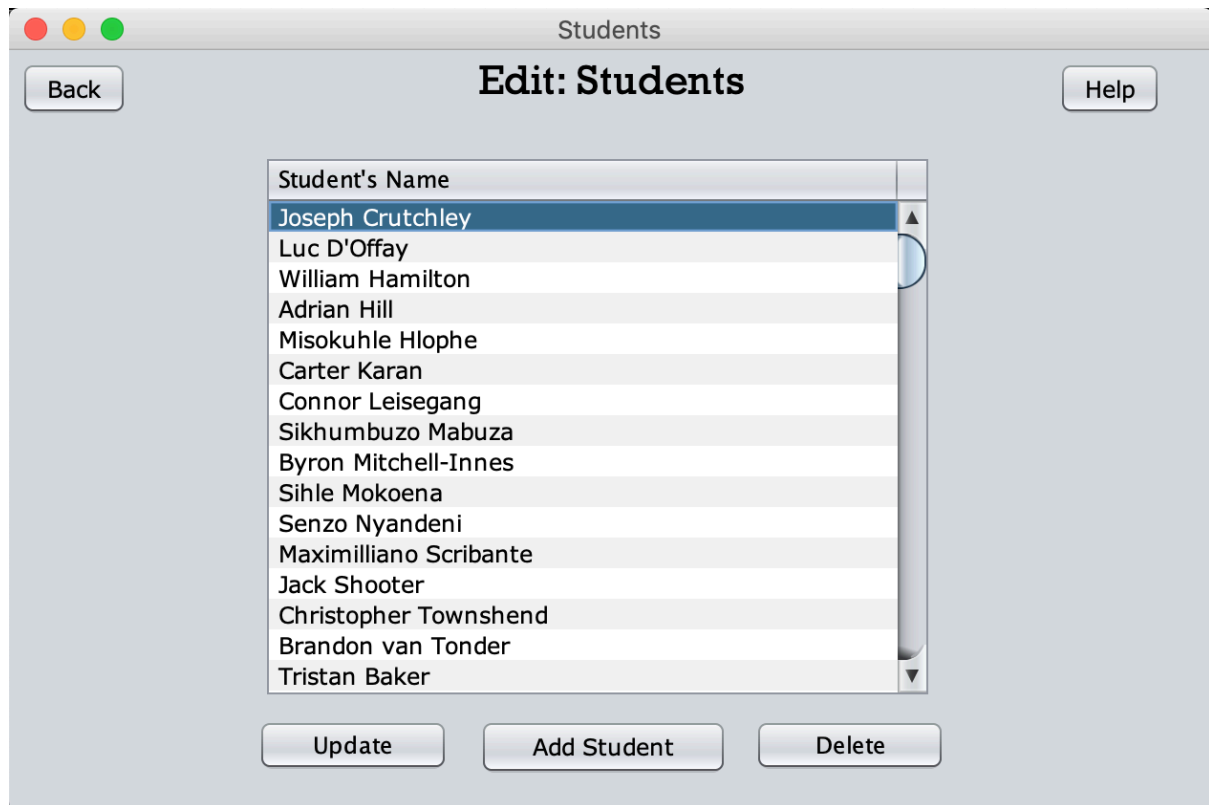 Students
Back
Edit: Students
Help
Student's Name
Joseph Crutchley
Luc D'Offay
William Hamilton
Adrian Hill
Misokuhle Hlophe
Carter Karan
Connor Leisegang
Sikhumbuzo Mabuza
Byron Mitchell-Innes
Sihle Mokoena
Senzo Nyandeni
Maximilliano Scribante
Jack Shooter
Christopher Townshend
Brandon van Tonder
Tristan Baker
Update
Add Student
Delete